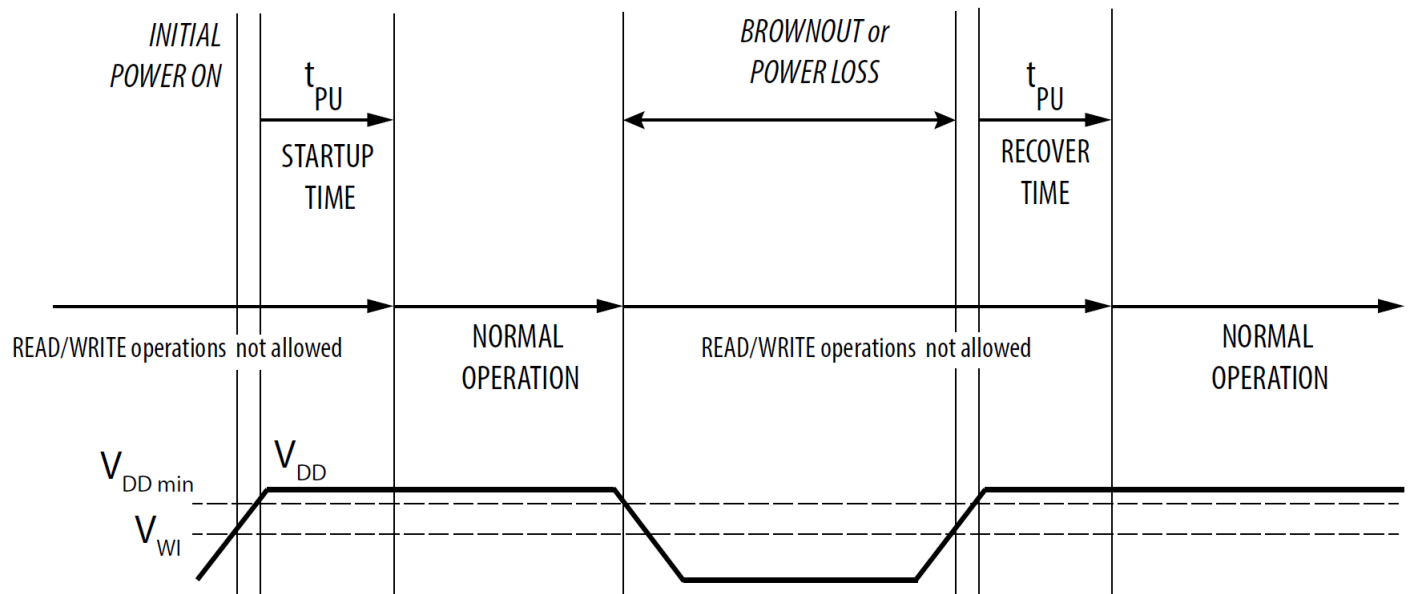 INITIAL
POWER ON
t PU
STARTUP
TIME
BROWNOUT or
POWER LOSS
t PU
RECOVER
TIME
READ/WRITE operations not allowed
NORMAL
OPERATION
READ/WRITE operations not allowed
NORMAL
OPERATION
V DD min
V DD
V WI